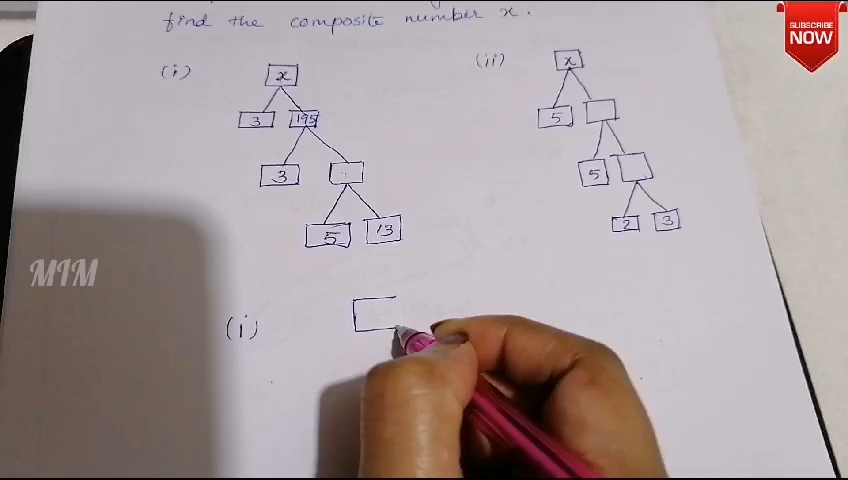 find the composite number x.
(i)
(ii)
x
x
3
195
5
3
5
5
13
2
3
(i)
MIM
SUBSCRIBE
NOW